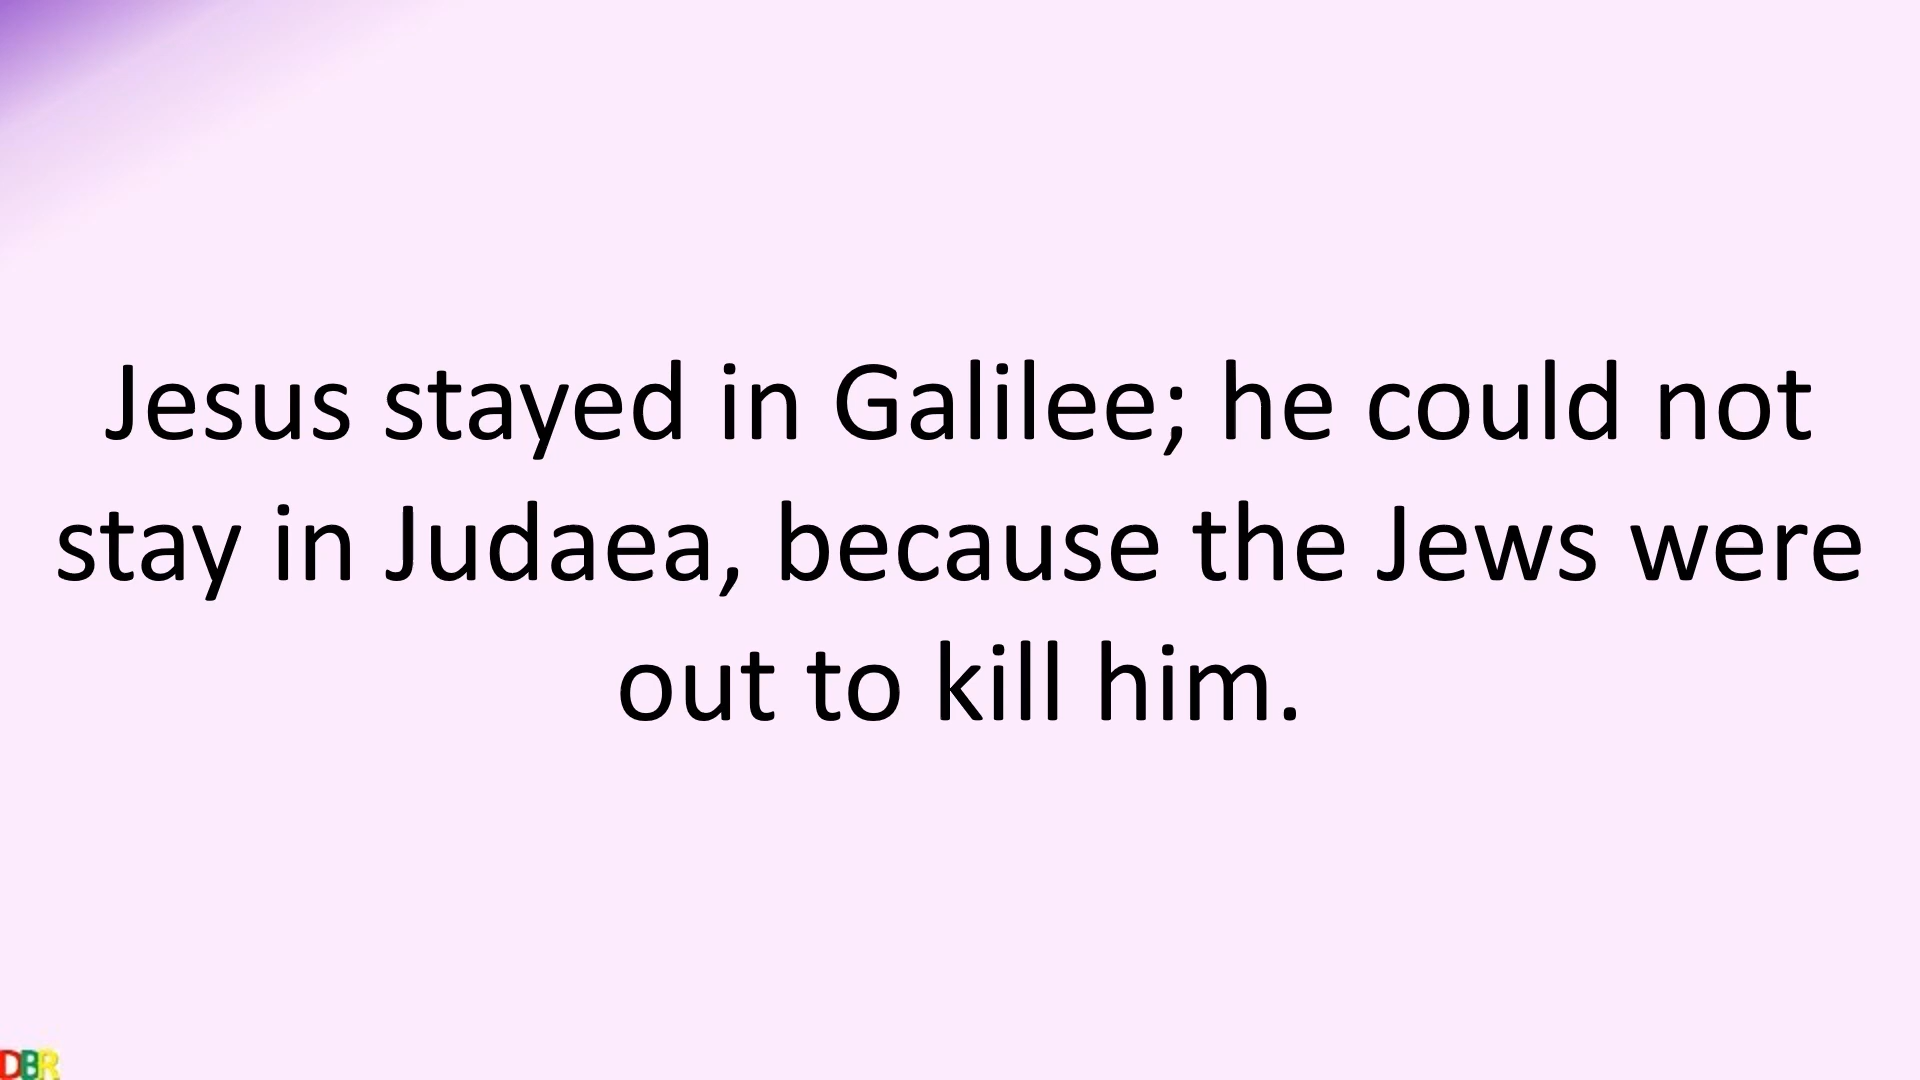 Jesus stayed in Galilee; he could not
stay in Judaea, because the Jews were
out to kill him.
DBR